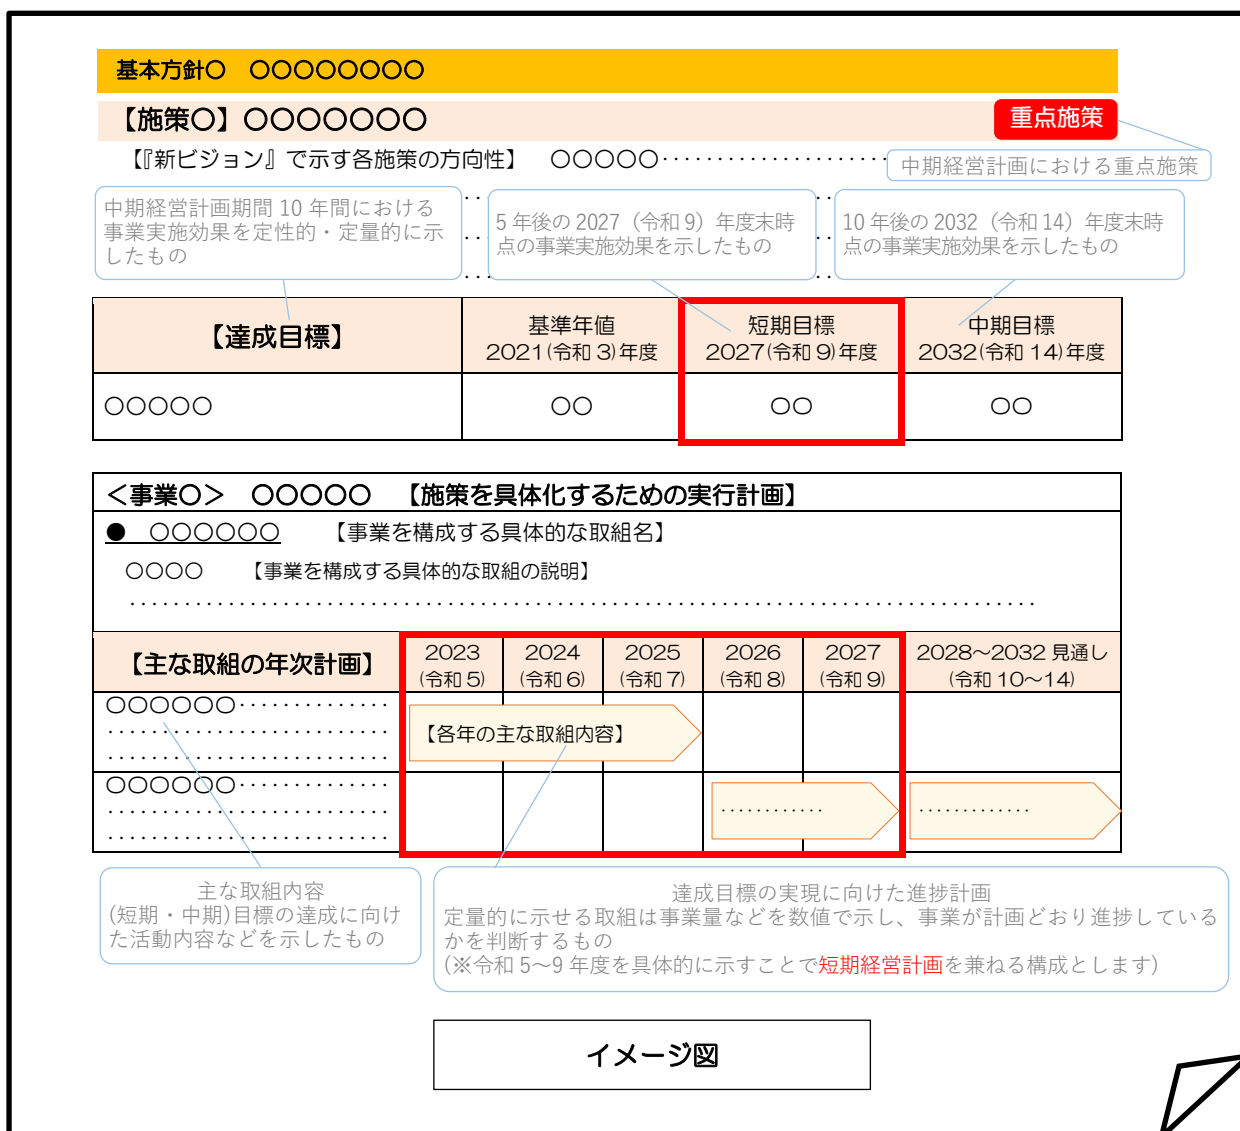 基本方針〇　〇〇〇〇〇〇〇〇
【施策〇】〇〇〇〇〇〇〇
重点施策
【『新ビジョン』で示す各施策の方向性】　〇〇〇〇〇・・・・・・・・・・・・・・・・・・・・・
中期経営計画における重点施策
中期経営計画期間 10 年間における
事業実施効果を定性的・定量的に示
したもの
5 年後の 2027（令和 9）年度末時
点の事業実施効果を示したもの
10 年後の 2032（令和 14）年度末時
点の事業実施効果を示したもの
【達成目標】
基準年値
2021(令和 3)年度
短期目標
2027(令和 9)年度
中期目標
2032(令和 14)年度
〇〇〇〇〇
〇〇
〇〇
〇〇
＜事業〇＞　〇〇〇〇〇　【施策を具体化するための実行計画】
●　〇〇〇〇〇〇　　【事業を構成する具体的な取組名】
〇〇〇〇　　【事業を構成する具体的な取組の説明】
・・・・・・・・・・・・・・・・・・・・・・・・・・・・・・・・・・・・・・・・・・・・・・・・・・・・・・・・・・・・・・・・・・・・・・・・・・・・・・・・・・・
【主な取組の年次計画】
2023
(令和 5)
2024
(令和 6)
2025
(令和 7)
2026
(令和 8)
2027
(令和 9)
2028～2032 見通し
(令和 10～14)
〇〇〇〇〇〇・・・・・・・・・・・・・・
・・・・・・・・・・・・・・・・・・・・・・・・・・
・・・・・・・・・・・・・・・・・・・・・・・・・・
【各年の主な取組内容】
〇〇〇〇〇〇・・・・・・・・・・・・・・
・・・・・・・・・・・・・・・・・・・・・・・・・・
・・・・・・・・・・・・・・・・・・・・・・・・・・
・・・・・・・・・・・・
・・・・・・・・・・・・・
主な取組内容
(短期・中期)目標の達成に向け
た活動内容などを示したもの
達成目標の実現に向けた進捗計画
定量的に示せる取組は事業量などを数値で示し、事業が計画どおり進捗している
かを判断するもの
(※令和 5～9 年度を具体的に示すことで短期経営計画を兼ねる構成とします)
イメージ図